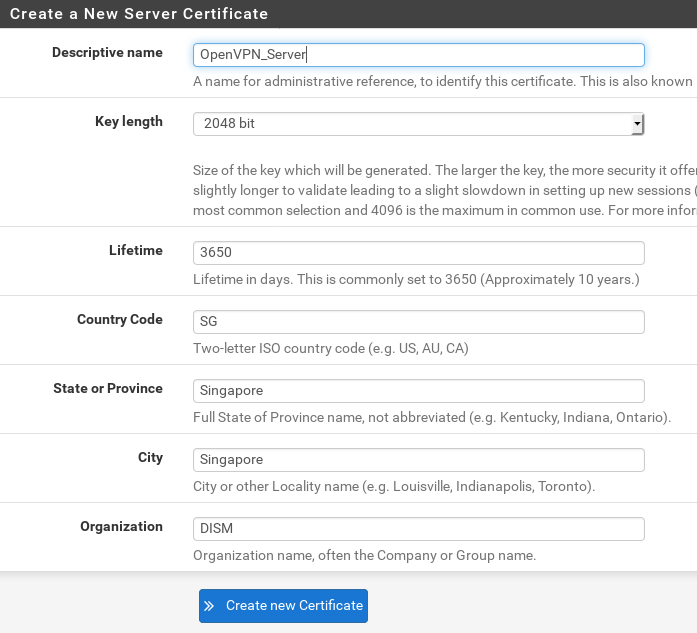 Create a New Server Certificate
Descriptive name
OpenVPN_Server
A name for administrative reference, to identify this certificate. This is also known
Key length
2048 bit
Size of the key which will be generated. The larger the key, the more security it offe
slightly longer to validate leading to a slight slowdown in setting up new sessions (
most common selection and 4096 is the maximum in common use. For more infor
Lifetime
3650
Lifetime in days. This is commonly set to 3650 (Approximately 10 years.)
Country Code
SG
Two-letter ISO country code (e.g. US, AU, CA)
State or Province
Singapore
Full State of Province name, not abbreviated (e.g. Kentucky, Indiana, Ontario).
City
Singapore
City or other Locality name (e.g. Louisville, Indianapolis, Toronto).
Organization
DISM
Organization name, often the Company or Group name.
Create new Certificate